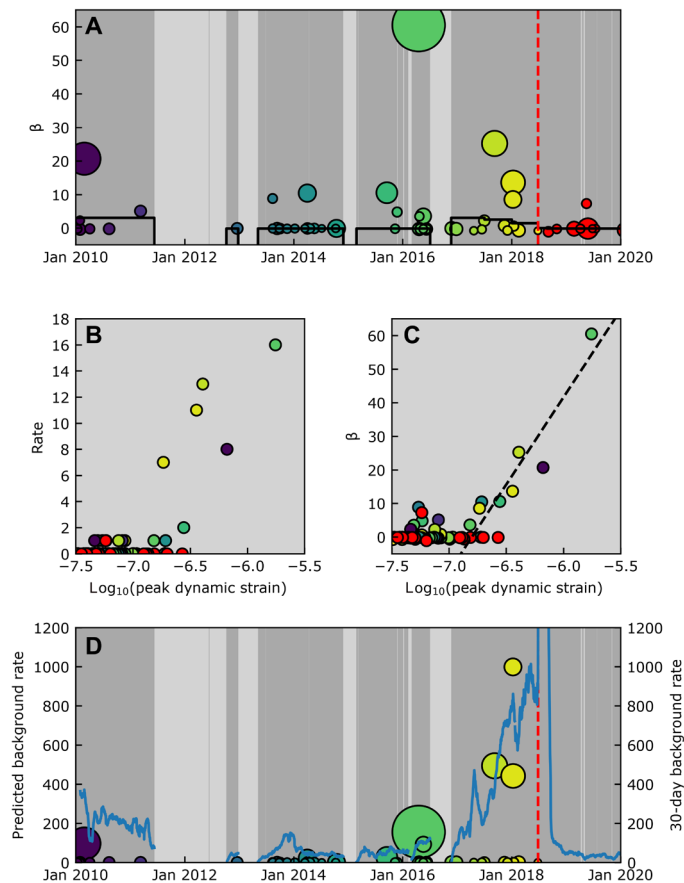 A
β
60
50
40
30
20
10
0
Jan 2010 Jan 2012 Jan 2014 Jan 2016 Jan 2018 Jan 2020
B
Rate
18
16
14
12
10
8
6
4
2
0
−7.5 −7.0 −6.5 −6.0 −5.5
Log10(peak dynamic strain)
C
β
60
50
40
30
20
10
0
−7.5 −7.0 −6.5 −6.0 −5.5
Log10(peak dynamic strain)
D
Predicted background rate
1200
1000
800
600
400
200
0
1200
1000
800
600
400
200
0
30-day background rate
Jan 2010 Jan 2012 Jan 2014 Jan 2016 Jan 2018 Jan 2020